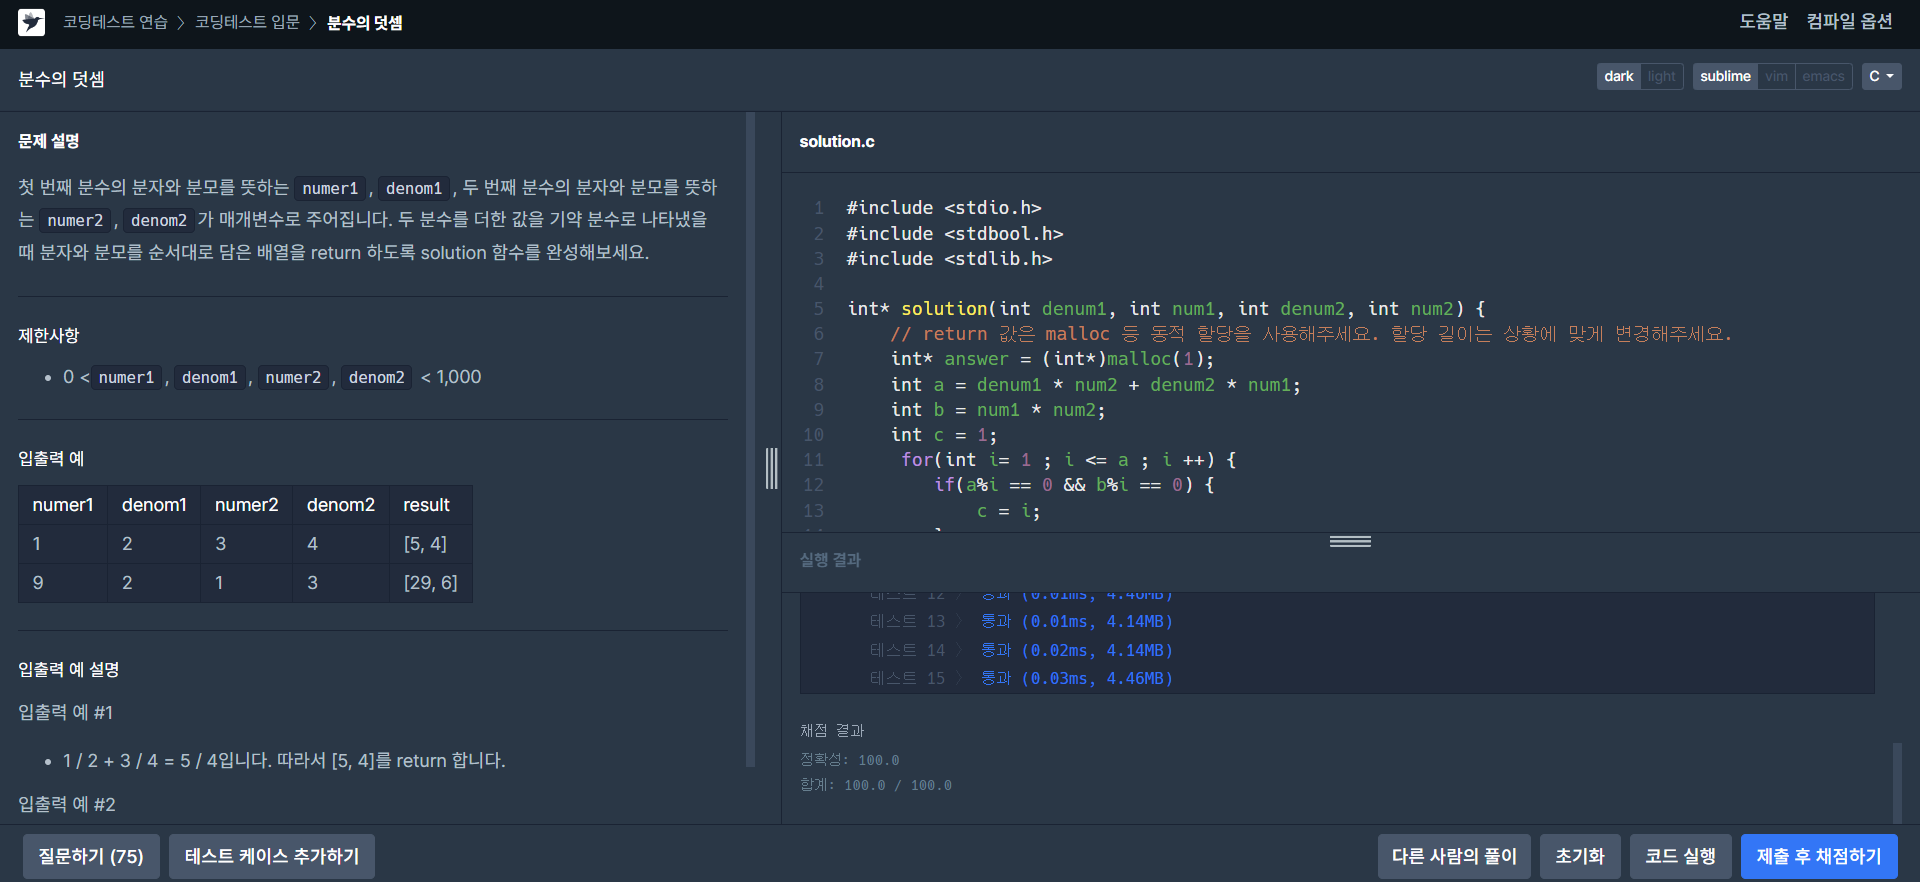 코딩테스트 연습 > 코딩테스트 입문 > 분수의 덧셈
도움말 컴파일 옵션
분수의 덧셈
dark light sublime vim emacs C
문제 설명
첫 번째 분수의 분자와 분모를 뜻하는 numer1, denom1, 두 번째 분수의 분자와 분모를 뜻하
는 numer2, denom2가 매개변수로 주어집니다. 두 분수를 더한 값을 기약 분수로 나타냈을
때 분자와 분모를 순서대로 담은 배열을 return 하도록 solution 함수를 완성해보세요.
제한사항
• 0 <numer1, denom1, numer2, denom2 < 1,000
입출력 예
numer1 denom1 numer2 denom2 result
1 2 3 4 [5, 4]
9 2 1 3 [29, 6]
입출력 예 설명
입출력 예 #1
• 1 / 2 + 3 / 4 = 5 / 4입니다. 따라서 [5, 4]를 return 합니다.
입출력 예 #2
solution.c
1 #include <stdio.h>
2 #include <stdbool.h>
3 #include <stdlib.h>
4
5 int* solution(int denum1, int num1, int denum2, int num2) {
6 // return 값은 malloc 등 동적 할당을 사용해주세요. 할당 길이는 상황에 맞게 변경해주세요.
7 int* answer = (int*)malloc(1);
8 int a = denum1 * num2 + denum2 * num1;
9 int b = num1 * num2;
10 int c = 1;
11 for(int i= 1 ; i <= a ; i ++) {
12 if(a%i == 0 && b%i == 0) {
13 c = i;
실행 결과
테스트 12 > 통과 (0.01ms, 4.46MB)
테스트 13 > 통과 (0.01ms, 4.14MB)
테스트 14 > 통과 (0.02ms, 4.14MB)
테스트 15 > 통과 (0.03ms, 4.46MB)
채점 결과
정확성: 100.0
합계: 100.0 / 100.0
질문하기 (75) 테스트 케이스 추가하기 다른 사람의 풀이 초기화 코드 실행 제출 후 채점하기